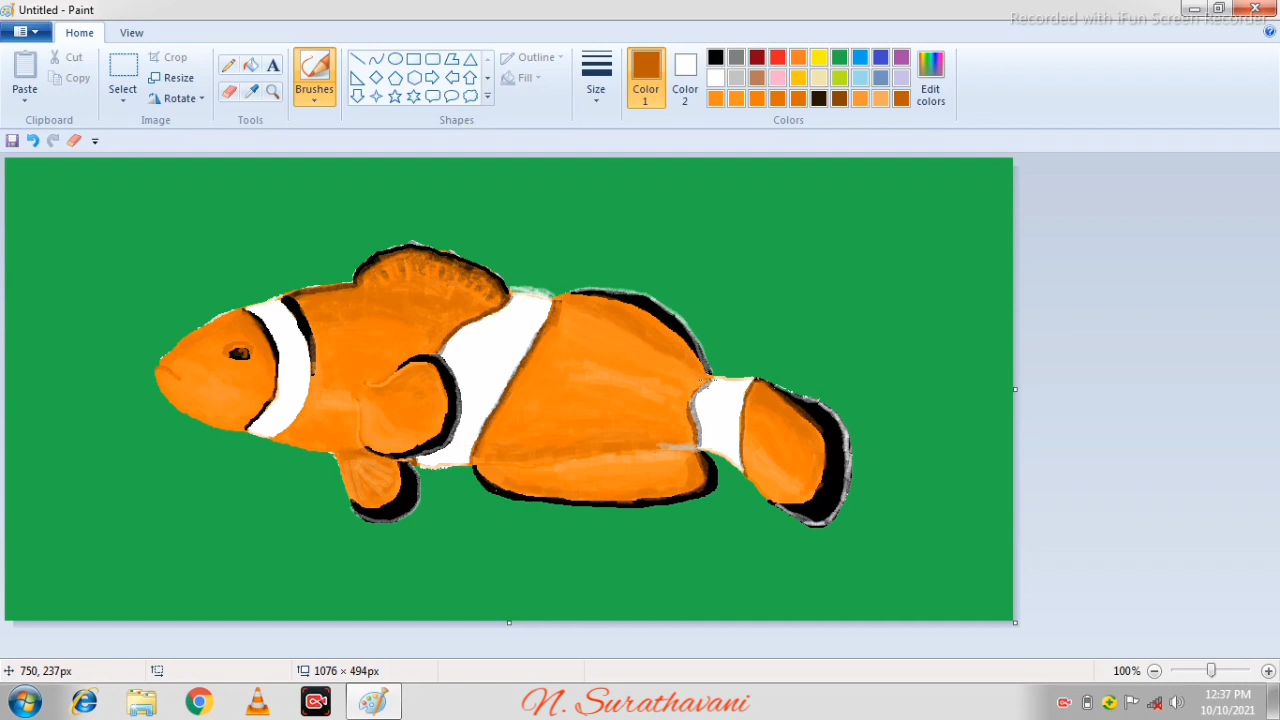 Untitled - Paint
Recorded with iFun Screen Recorder
Home View
Paste
Cut
Copy
Clipboard
Select
Crop
Resize
Rotate
Image
A
Tools
Brushes
Outline
Fill
Shapes
Size
Color 1
Color 2
Edit colors
Colors
750, 237px
1076 × 494px
100%
N. Surathavani
12:37 PM
10/10/2021